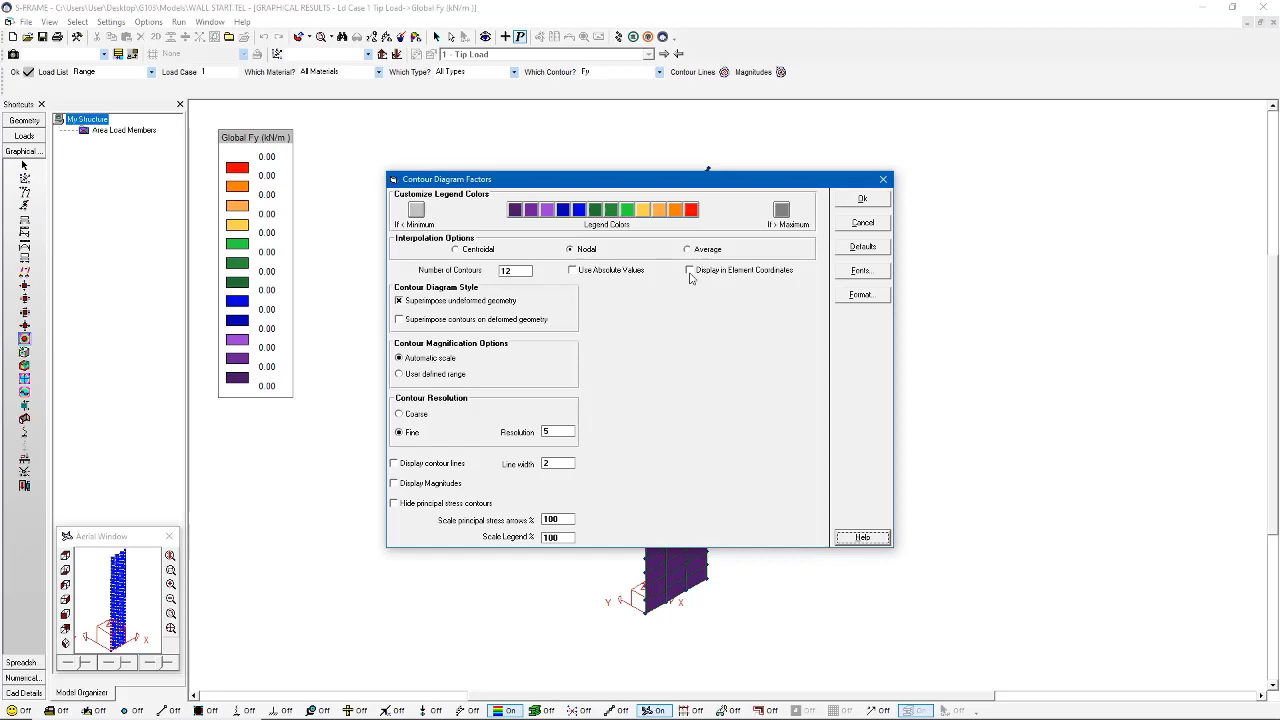 S-FRAME - C:\Users\User\Desktop\G103\Models\WALL START.TEL - [GRAPHICAL RESULTS - Ld Case 1 Tip Load->Global Fy (kN/m )]
File View Select Settings Options Run Window Help
2D None
1 - Tip Load
Ok Load List Range Load Case 1 Which Material? All Materials Which Type? All Types Which Contour? Fy Contour Lines Magnitudes
Shortcuts
Geometry
Loads
Graphical ...
My Structure
Area Load Members
Global Fy (kN/m )
0.00
0.00
0.00
0.00
0.00
0.00
0.00
0.00
0.00
0.00
0.00
0.00
0.00
Contour Diagram Factors
Customize Legend Colors
If < Minimum Legend Colors If > Maximum
Interpolation Options
Centroidal Nodal Average
Number of Contours 12 Use Absolute Values Display in Element Coordinates
Contour Diagram Style
Superimpose undeformed geometry
Superimpose contours on deformed geometry
Contour Magnification Options
Automatic scale
User defined range
Contour Resolution
Coarse
Fine Resolution 5
Display contour lines Line width 2
Display Magnitudes
Hide principal stress contours
Scale principal stress arrows % 100
Scale Legend % 100
Ok
Cancel
Defaults
Fonts...
Format...
Help
Z
Y X
Aerial Window
X
Spreadsh
Numerical...
Cad Details
Model Organizer
Off Off Off Off Off Off Off Off Off Off Off Off On Off Off Off On Off Off Off Off Off Off On Off